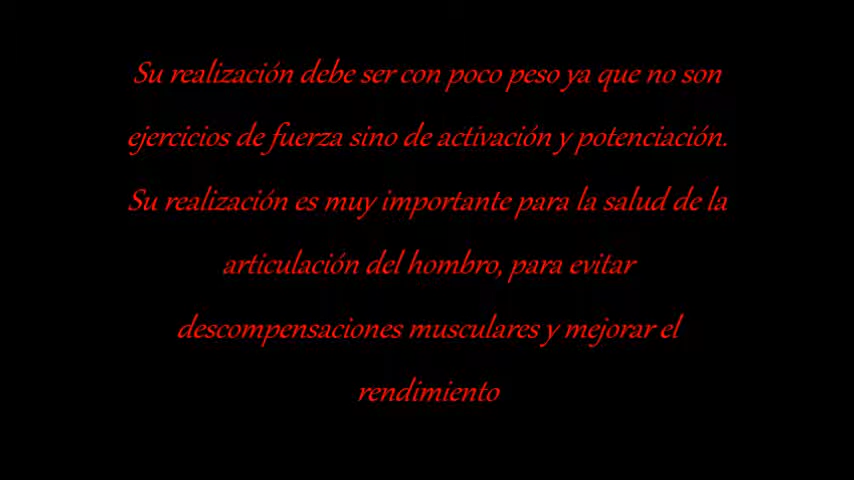 Su realización debe ser con poco peso ya que no son
ejercicios de fuerza sino de activación y potenciación.
Su realización es muy importante para la salud de la
articulación del hombro, para evitar
descompensaciones musculares y mejorar el
rendimiento